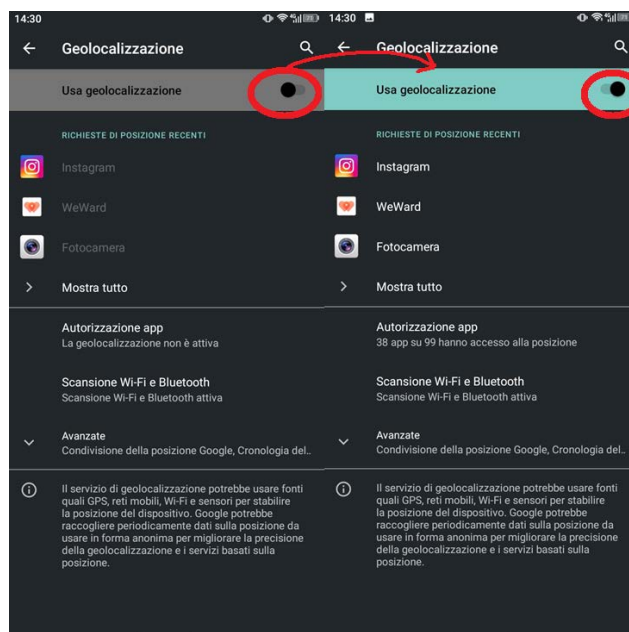 14:30
Geolocalizzazione
Usa geolocalizzazione
RICHIESTE DI POSIZIONE RECENTI
Instagram
WeWard
Fotocamera
Mostra tutto
Autorizzazione app
La geolocalizzazione non è attiva
Scansione Wi-Fi e Bluetooth
Scansione Wi-Fi e Bluetooth attiva
Avanzate
Condivisione della posizione Google, Cronologia del..
Il servizio di geolocalizzazione potrebbe usare fonti
quali GPS, reti mobili, Wi-Fi e sensori per stabilire
la posizione del dispositivo. Google potrebbe
raccogliere periodicamente dati sulla posizione da
usare in forma anonima per migliorare la precisione
della geolocalizzazione e i servizi basati sulla
posizione.
14:30
Geolocalizzazione
Usa geolocalizzazione
RICHIESTE DI POSIZIONE RECENTI
Instagram
WeWard
Fotocamera
Mostra tutto
Autorizzazione app
38 app su 99 hanno accesso alla posizione
Scansione Wi-Fi e Bluetooth
Scansione Wi-Fi e Bluetooth attiva
Avanzate
Condivisione della posizione Google, Cronologia del..
Il servizio di geolocalizzazione potrebbe usare fonti
quali GPS, reti mobili, Wi-Fi e sensori per stabilire
la posizione del dispositivo. Google potrebbe
raccogliere periodicamente dati sulla posizione da
usare in forma anonima per migliorare la precisione
della geolocalizzazione e i servizi basati sulla
posizione.